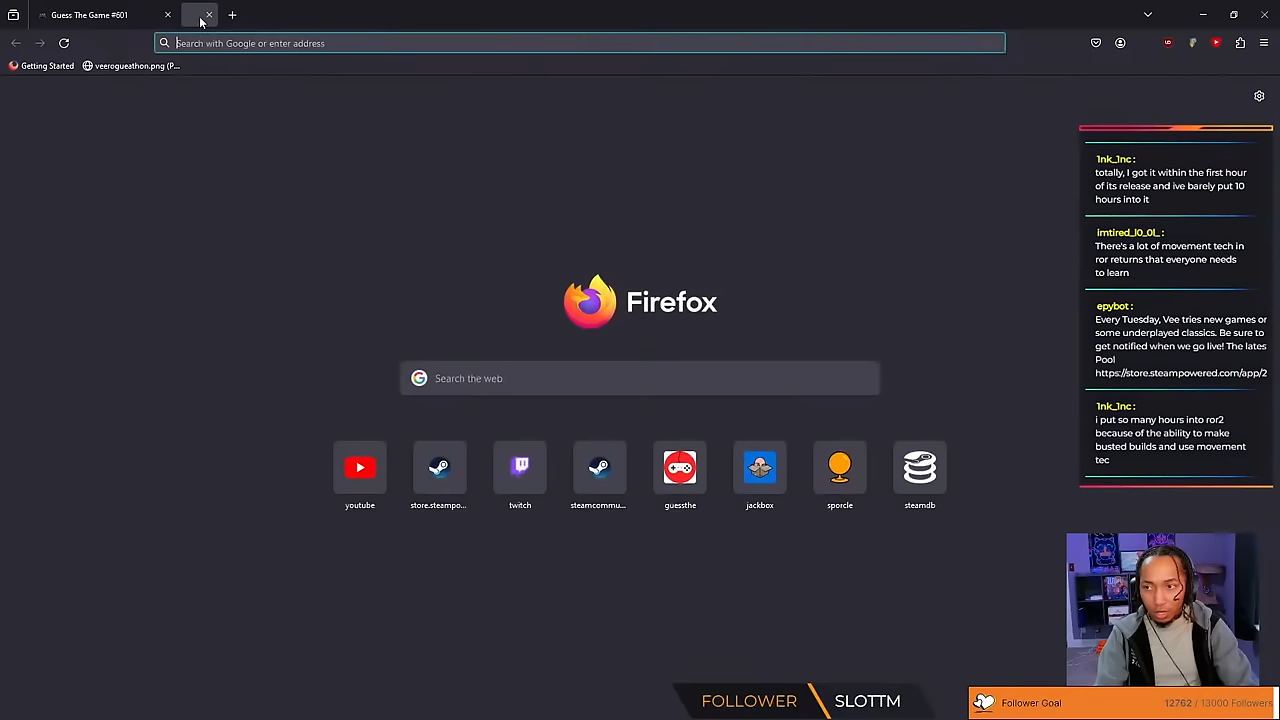 Guess The Game #601
Search with Google or enter address
Getting Started
veerogueathon.png (P...
Firefox
Search the web
youtube
store.steampo...
twitch
steamcommu...
guessthe
jackbox
sporcle
steamdb
1nk_1nc :
totally, I got it within the first hour
of its release and ive barely put 10
hours into it
imtired_l0_0l_ :
There's a lot of movement tech in
ror returns that everyone needs
to learn
epybot :
Every Tuesday, Vee tries new games or
some underplayed classics. Be sure to
get notified when we go live! The lates
Pool
https://store.steampowered.com/app/2
1nk_1nc :
i put so many hours into ror2
because of the ability to make
busted builds and use movement
tec
FOLLOWER SLOTTM
Follower Goal 12762 / 13000 Followers